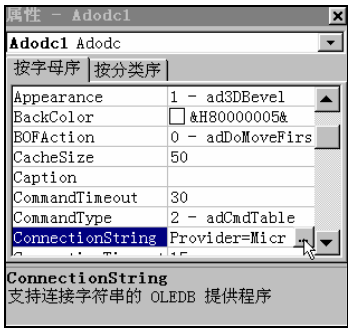 属性 - Adodc1
Adodc1 Adodc
按字母序 按分类序
Appearance 1 - ad3DBevel
BackColor &H80000005&
BOFAction 0 - adDoMoveFirs
CacheSize 50
Caption
CommandTimeout 30
CommandType 2 - adCmdTable
ConnectionString Provider=Micr ...
ConnectionString
支持连接字符串的 OLEDB 提供程序